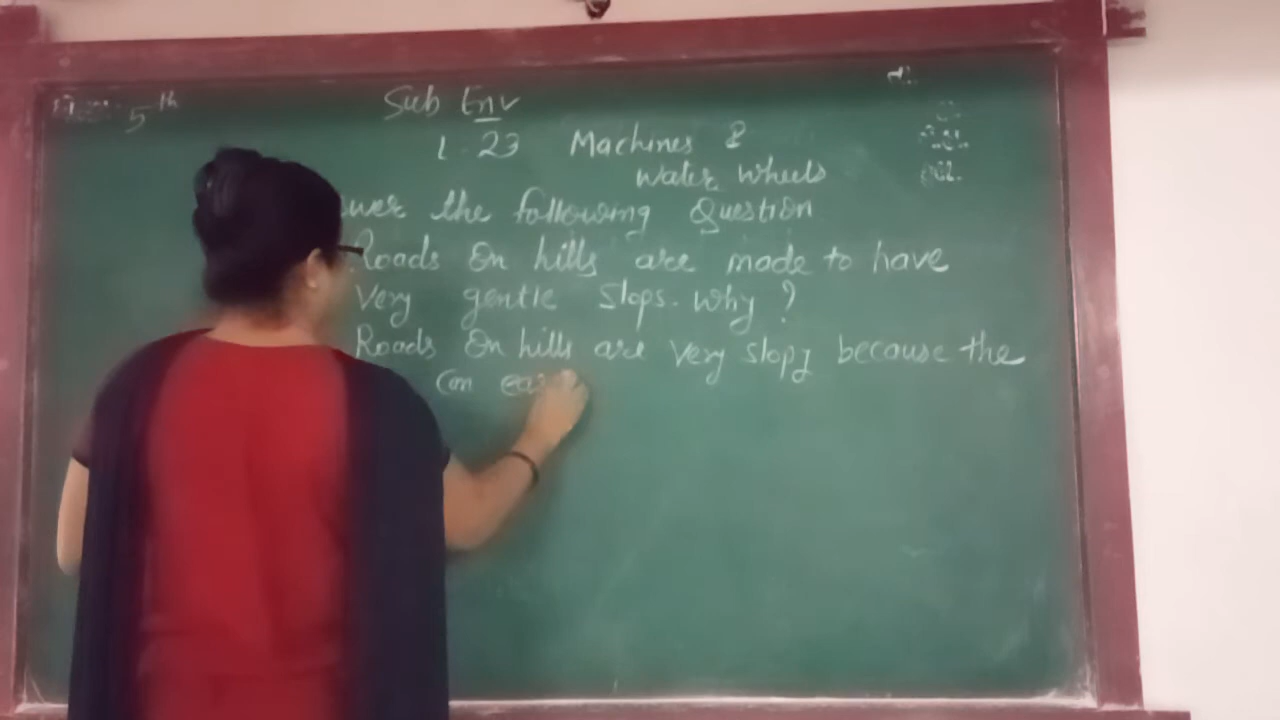 5th
Sub Env
L-23 Machines &
Water Wheels
the following Question
Roads on hills are made to have
very gentle slops. why ?
Roads on hills are very slopy because the
can